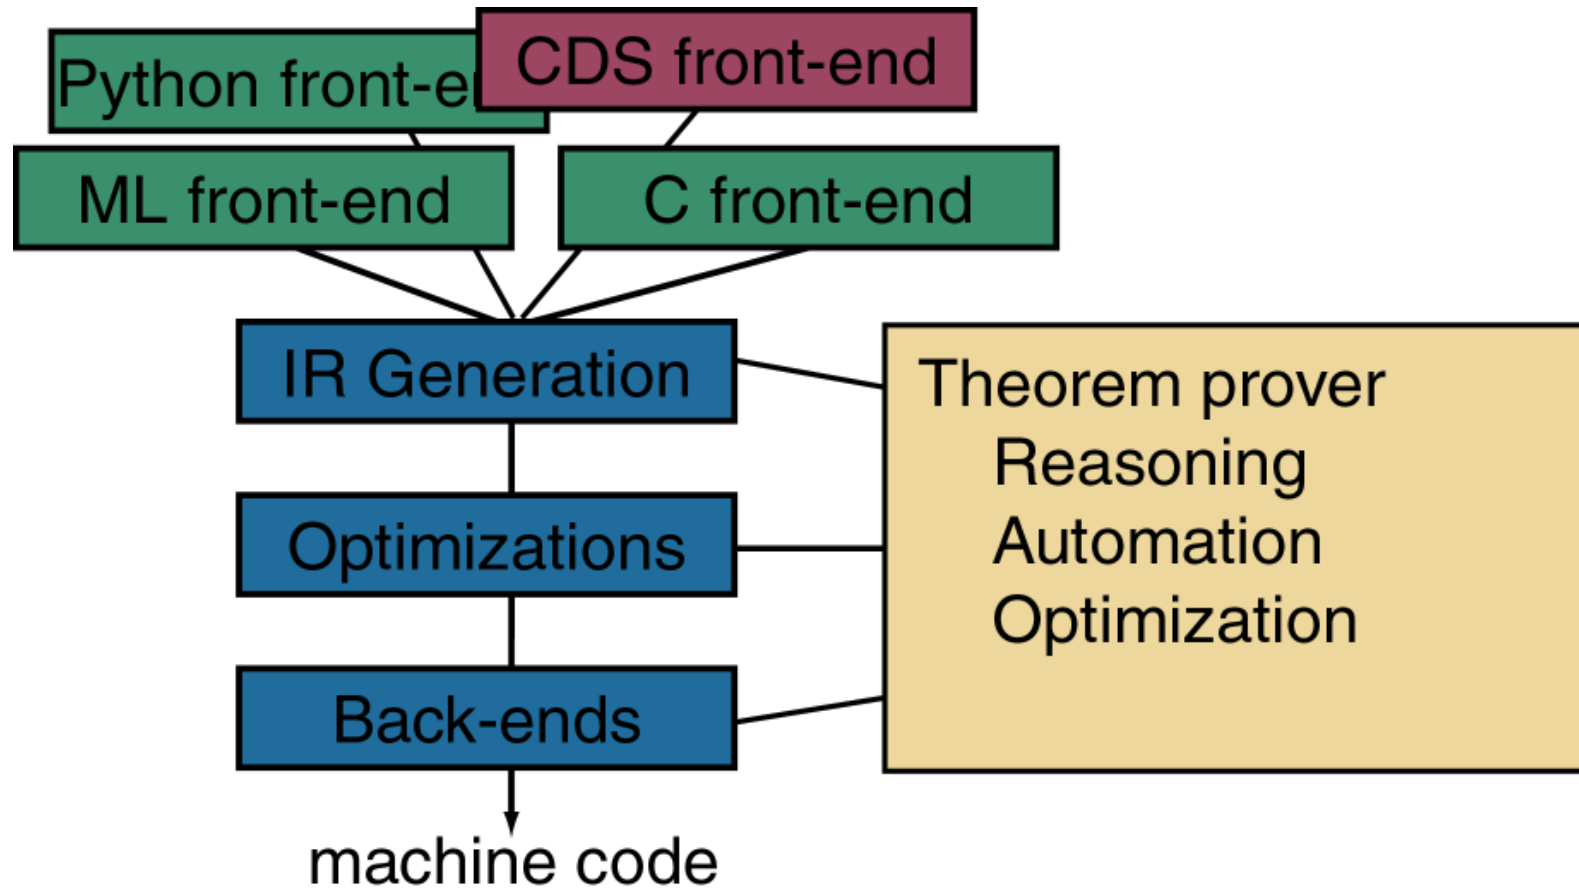 Python front-e
CDS front-end
ML front-end
C front-end
IR Generation
Theorem prover
Reasoning
Automation
Optimizations
Optimization
Back-ends
machine code